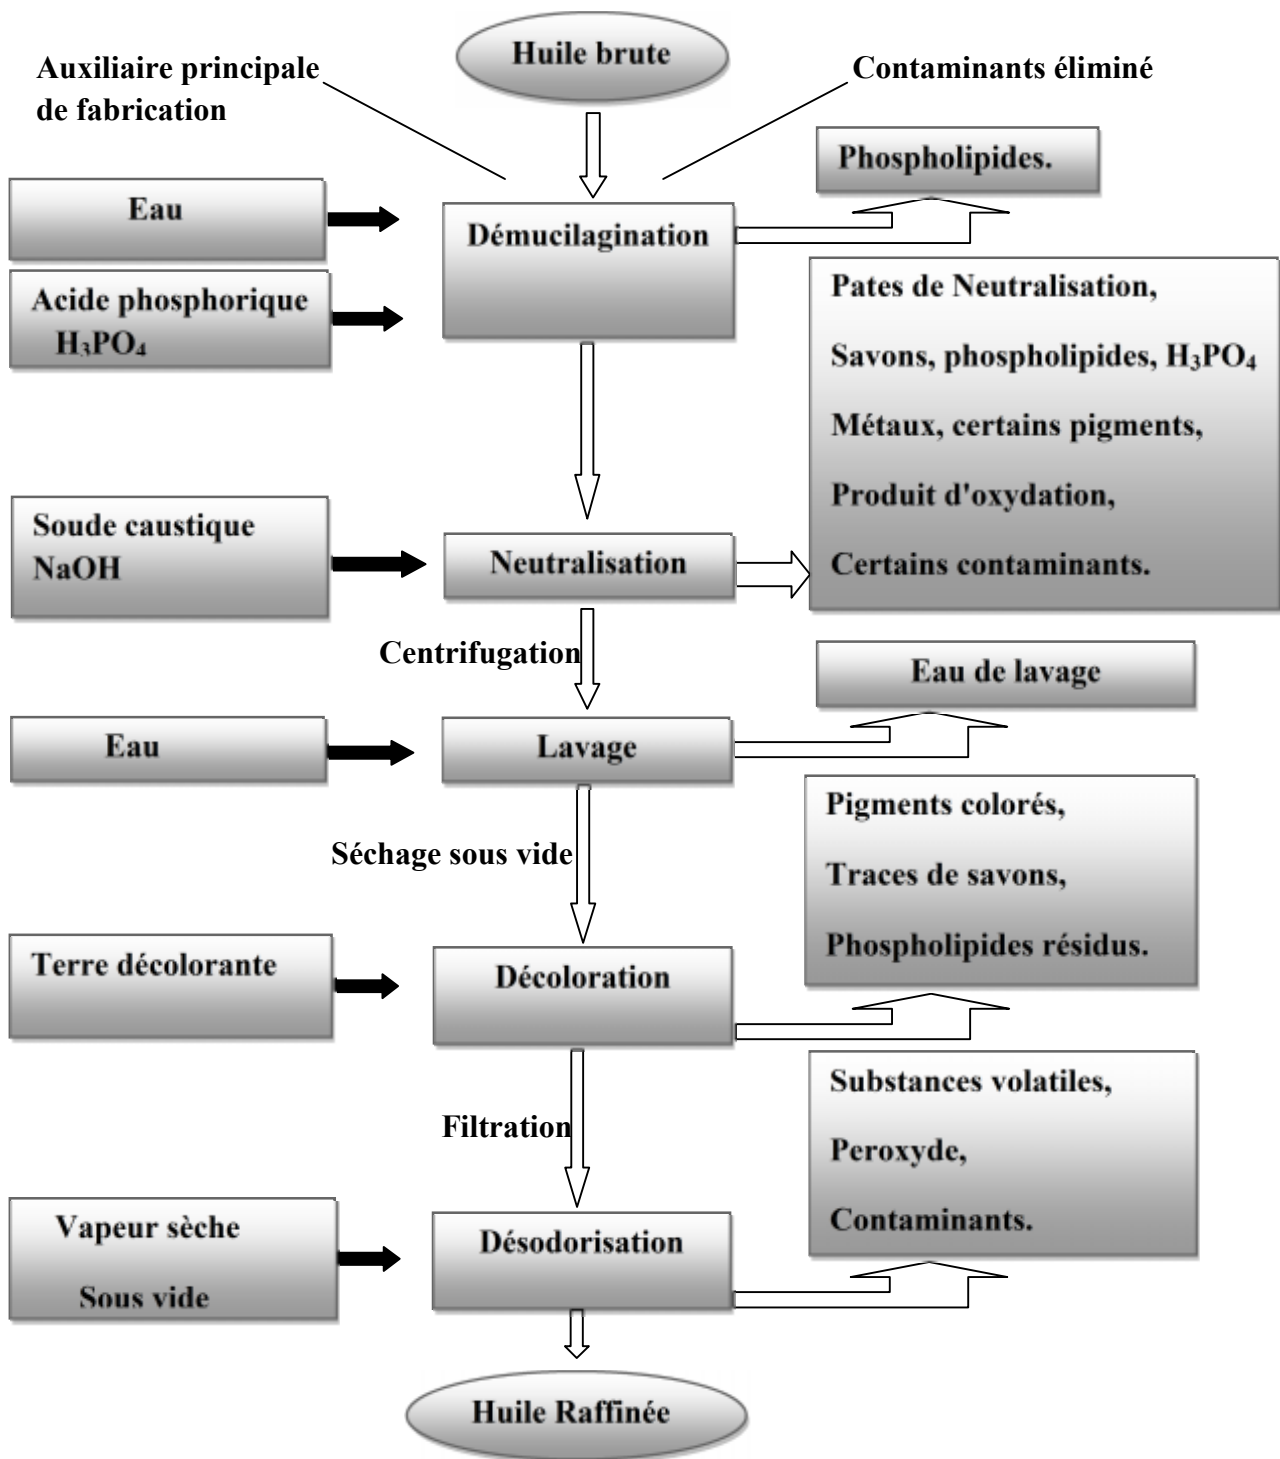 Huile brute
Auxiliaire principale
de fabrication
Contaminants éliminé
Phospholipides.
Eau
Démucilagination
Acide phosphorique
H₃PO₄
Pates de Neutralisation,
Savons, phospholipides, H₃PO₄
Métaux, certains pigments,
Produit d'oxydation,
Certains contaminants.
Soude caustique
NaOH
Neutralisation
Centrifugation
Eau de lavage
Eau
Lavage
Pigments colorés,
Traces de savons,
Phospholipides résidus.
Séchage sous vide
Terre décolorante
Décoloration
Substances volatiles,
Peroxyde,
Contaminants.
Filtration
Vapeur sèche
Sous vide
Désodorisation
Huile Raffinée